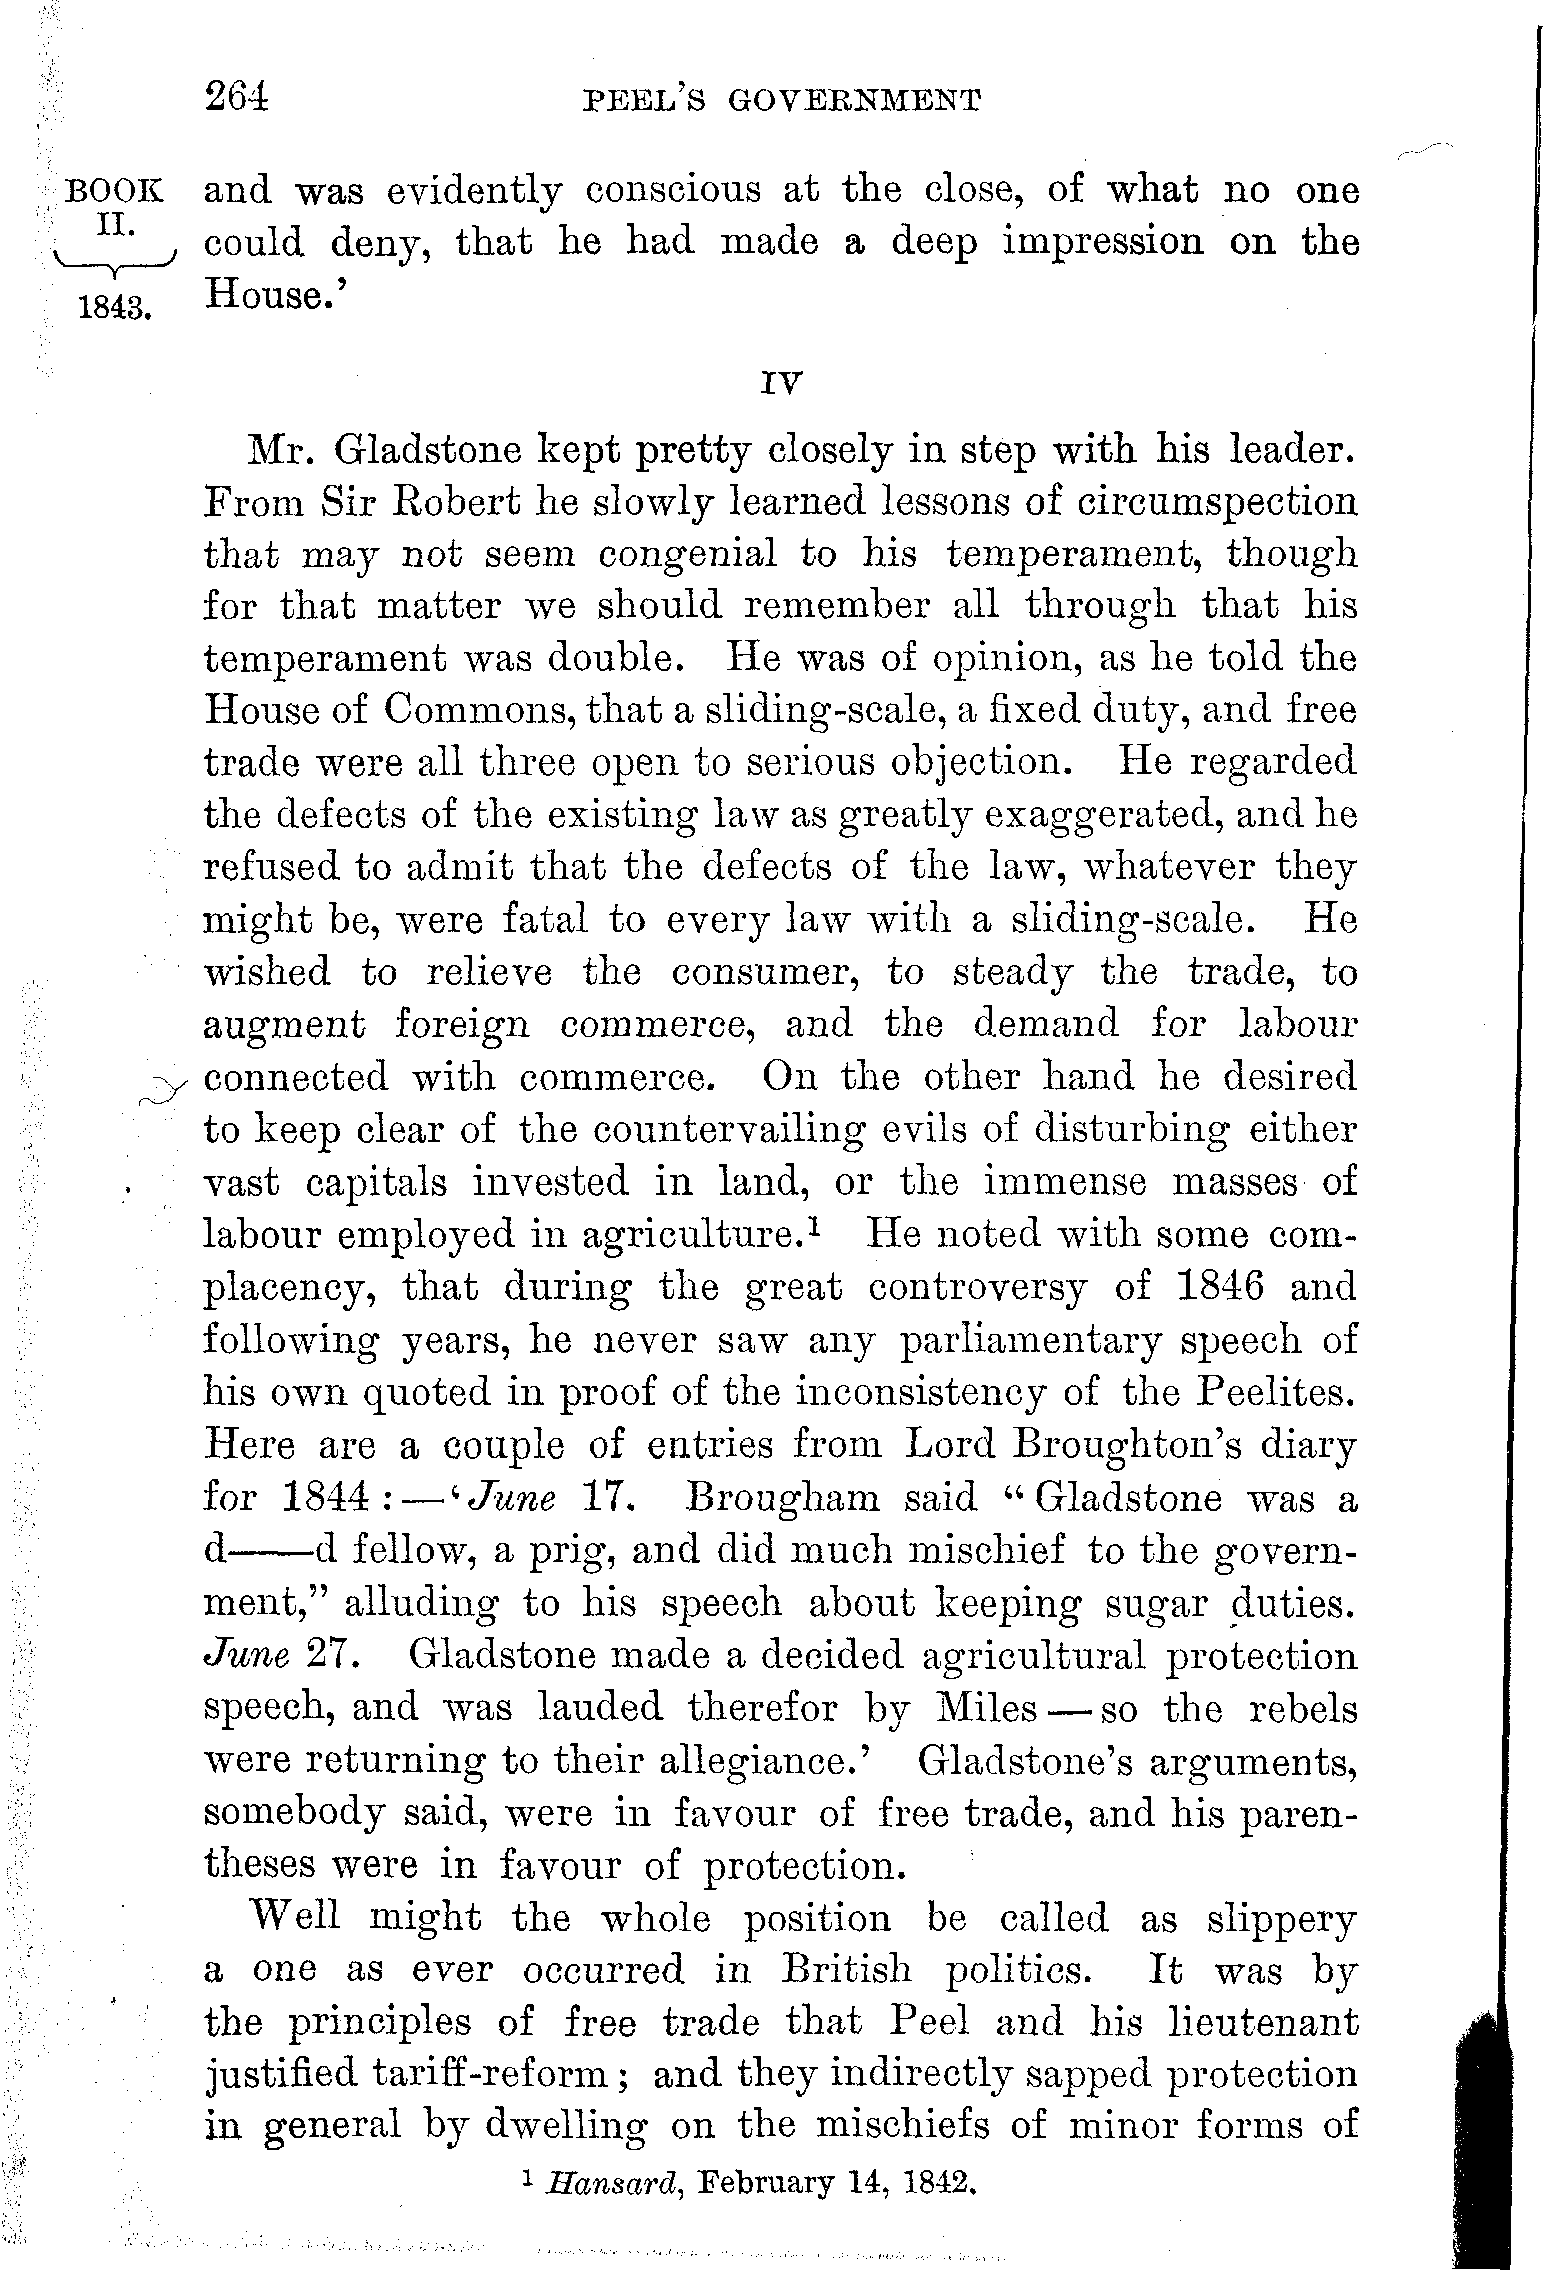 264 PEEL'S GOVERNMENT
BOOK
II.
1843.
and was evidently conscious at the close, of what no one
could deny, that he had made a deep impression on the
House.'
IV
Mr. Gladstone kept pretty closely in step with his leader.
From Sir Robert he slowly learned lessons of circumspection
that may not seem congenial to his temperament, though
for that matter we should remember all through that his
temperament was double. He was of opinion, as he told the
House of Commons, that a sliding-scale, a fixed duty, and free
trade were all three open to serious objection. He regarded
the defects of the existing law as greatly exaggerated, and he
refused to admit that the defects of the law, whatever they
might be, were fatal to every law with a sliding-scale. He
wished to relieve the consumer, to steady the trade, to
augment foreign commerce, and the demand for labour
connected with commerce. On the other hand he desired
to keep clear of the countervailing evils of disturbing either
vast capitals invested in land, or the immense masses of
labour employed in agriculture.¹ He noted with some com-
placency, that during the great controversy of 1846 and
following years, he never saw any parliamentary speech of
his own quoted in proof of the inconsistency of the Peelites.
Here are a couple of entries from Lord Broughton's diary
for 1844:—'June 17. Brougham said "Gladstone was a
d——d fellow, a prig, and did much mischief to the govern-
ment," alluding to his speech about keeping sugar duties.
June 27. Gladstone made a decided agricultural protection
speech, and was lauded therefor by Miles—so the rebels
were returning to their allegiance.' Gladstone's arguments,
somebody said, were in favour of free trade, and his paren-
theses were in favour of protection.
Well might the whole position be called as slippery
a one as ever occurred in British politics. It was by
the principles of free trade that Peel and his lieutenant
justified tariff-reform; and they indirectly sapped protection
in general by dwelling on the mischiefs of minor forms of
¹ Hansard, February 14, 1842.